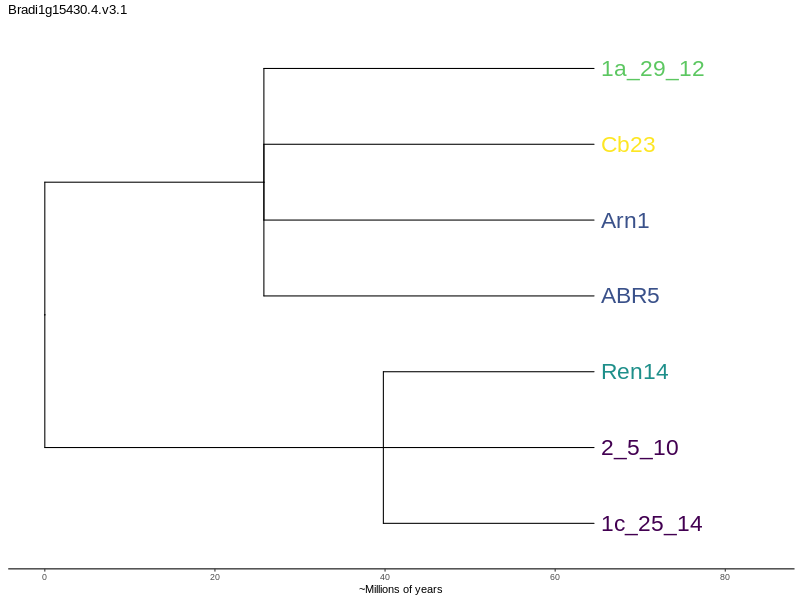 Bradi1g15430.4.v3.1
1a_29_12
Cb23
Arn1
ABR5
Ren14
2_5_10
1c_25_14
0 20 40 60 80
~Millions of years